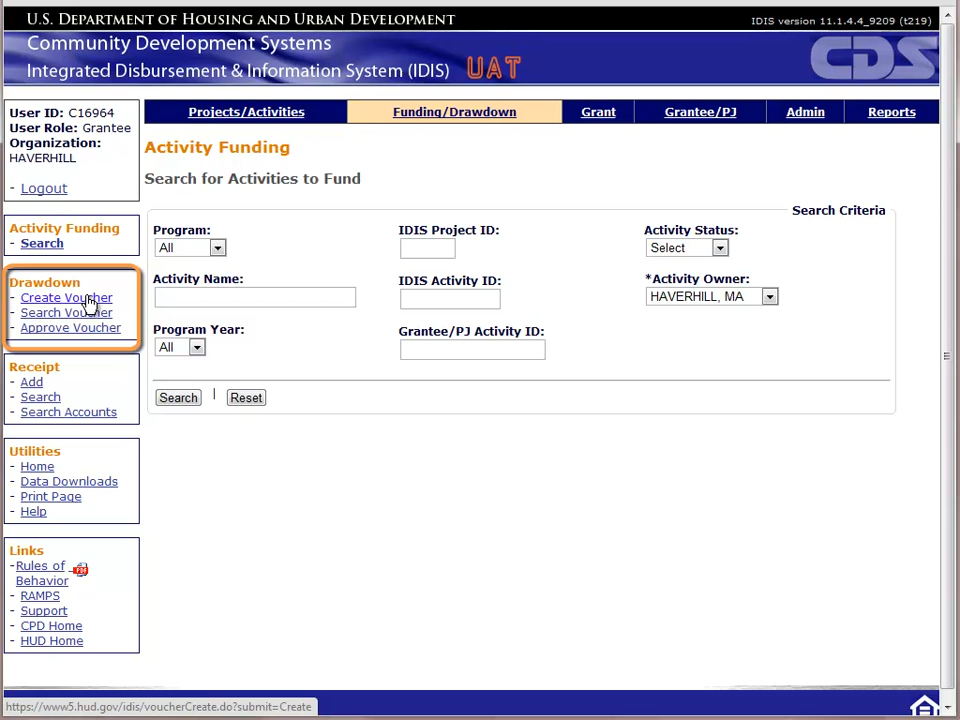 U.S. DEPARTMENT OF HOUSING AND URBAN DEVELOPMENT
IDIS version 11.1.4.4_9209 (t219)
Community Development Systems
Integrated Disbursement & Information System (IDIS) UAT
CDS
User ID: C16964
User Role: Grantee
Organization:
HAVERHILL
- Logout
Projects/Activities Funding/Drawdown Grant Grantee/PJ Admin Reports
Activity Funding
- Search
Drawdown
- Create Voucher
- Search Voucher
- Approve Voucher
Receipt
- Add
- Search
- Search Accounts
Utilities
- Home
- Data Downloads
- Print Page
- Help
Links
- Rules of
Behavior
- RAMPS
- Support
- CPD Home
- HUD Home
Activity Funding
Search for Activities to Fund
Search Criteria
Program: IDIS Project ID: Activity Status:
All Select
Activity Name: IDIS Activity ID: *Activity Owner:
HAVERHILL, MA
Program Year: Grantee/PJ Activity ID:
All
Search | Reset
https://www5.hud.gov/idis/voucherCreate.do?submit=Create